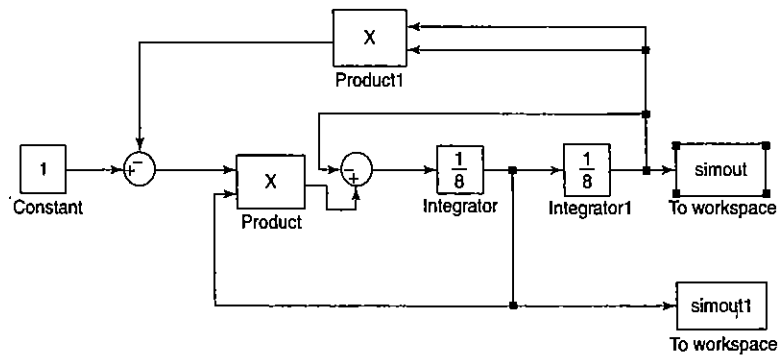 X
Product1
1
Constant
+
−
X
Product
−
+
1
8
Integrator
1
8
Integrator1
simout
To workspace
simout1
To workspace